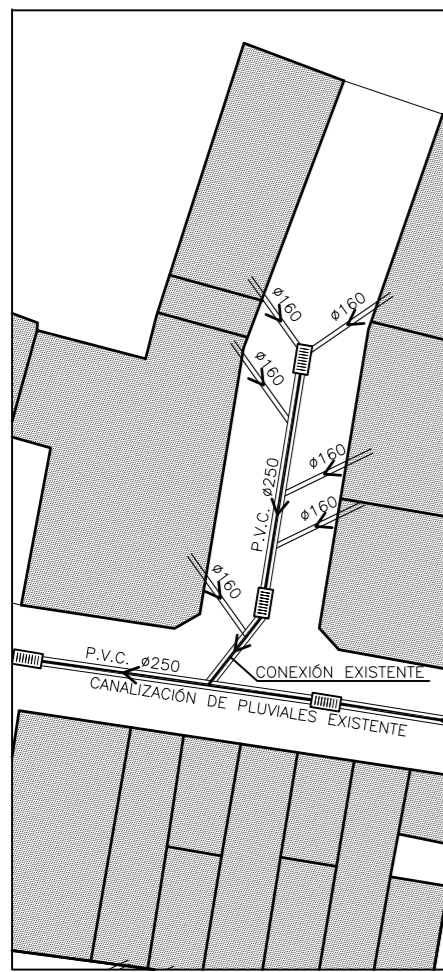 ø160
ø160
ø160
ø160
P.V.C. ø250
ø160
ø160
CONEXIÓN EXISTENTE
P.V.C. ø250
CANALIZACIÓN DE PLUVIALES EXISTENTE